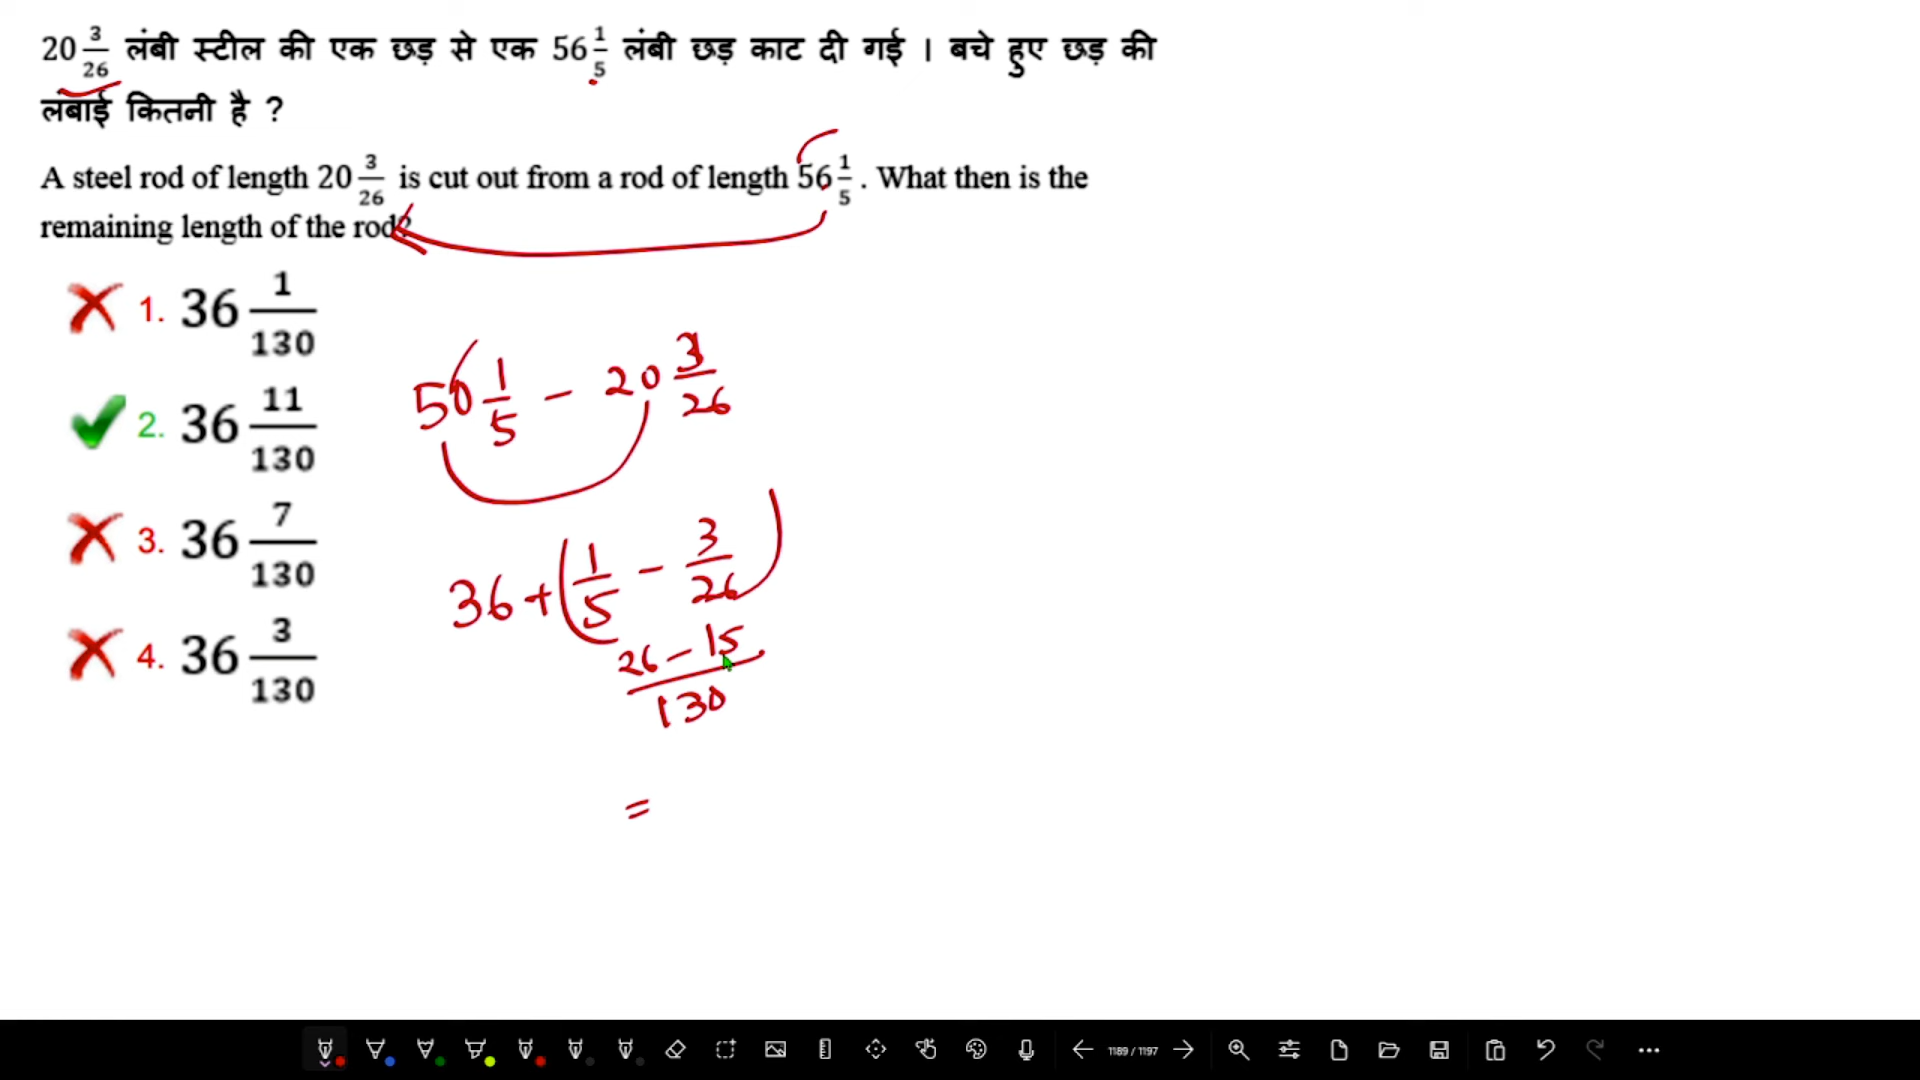 20 3/26 लंबी स्टील की एक छड़ से एक 56 1/5 लंबी छड़ काट दी गई । बचे हुए छड़ की
लंबाई कितनी है ?
A steel rod of length 20 3/26 is cut out from a rod of length 56 1/5 . What then is the
remaining length of the rod?
1. 36 1/130
2. 36 11/130
3. 36 7/130
4. 36 3/130
56 1/5 - 20 3/26
36 + (1/5 - 3/26)
26 - 15
130
=
1189 / 1197